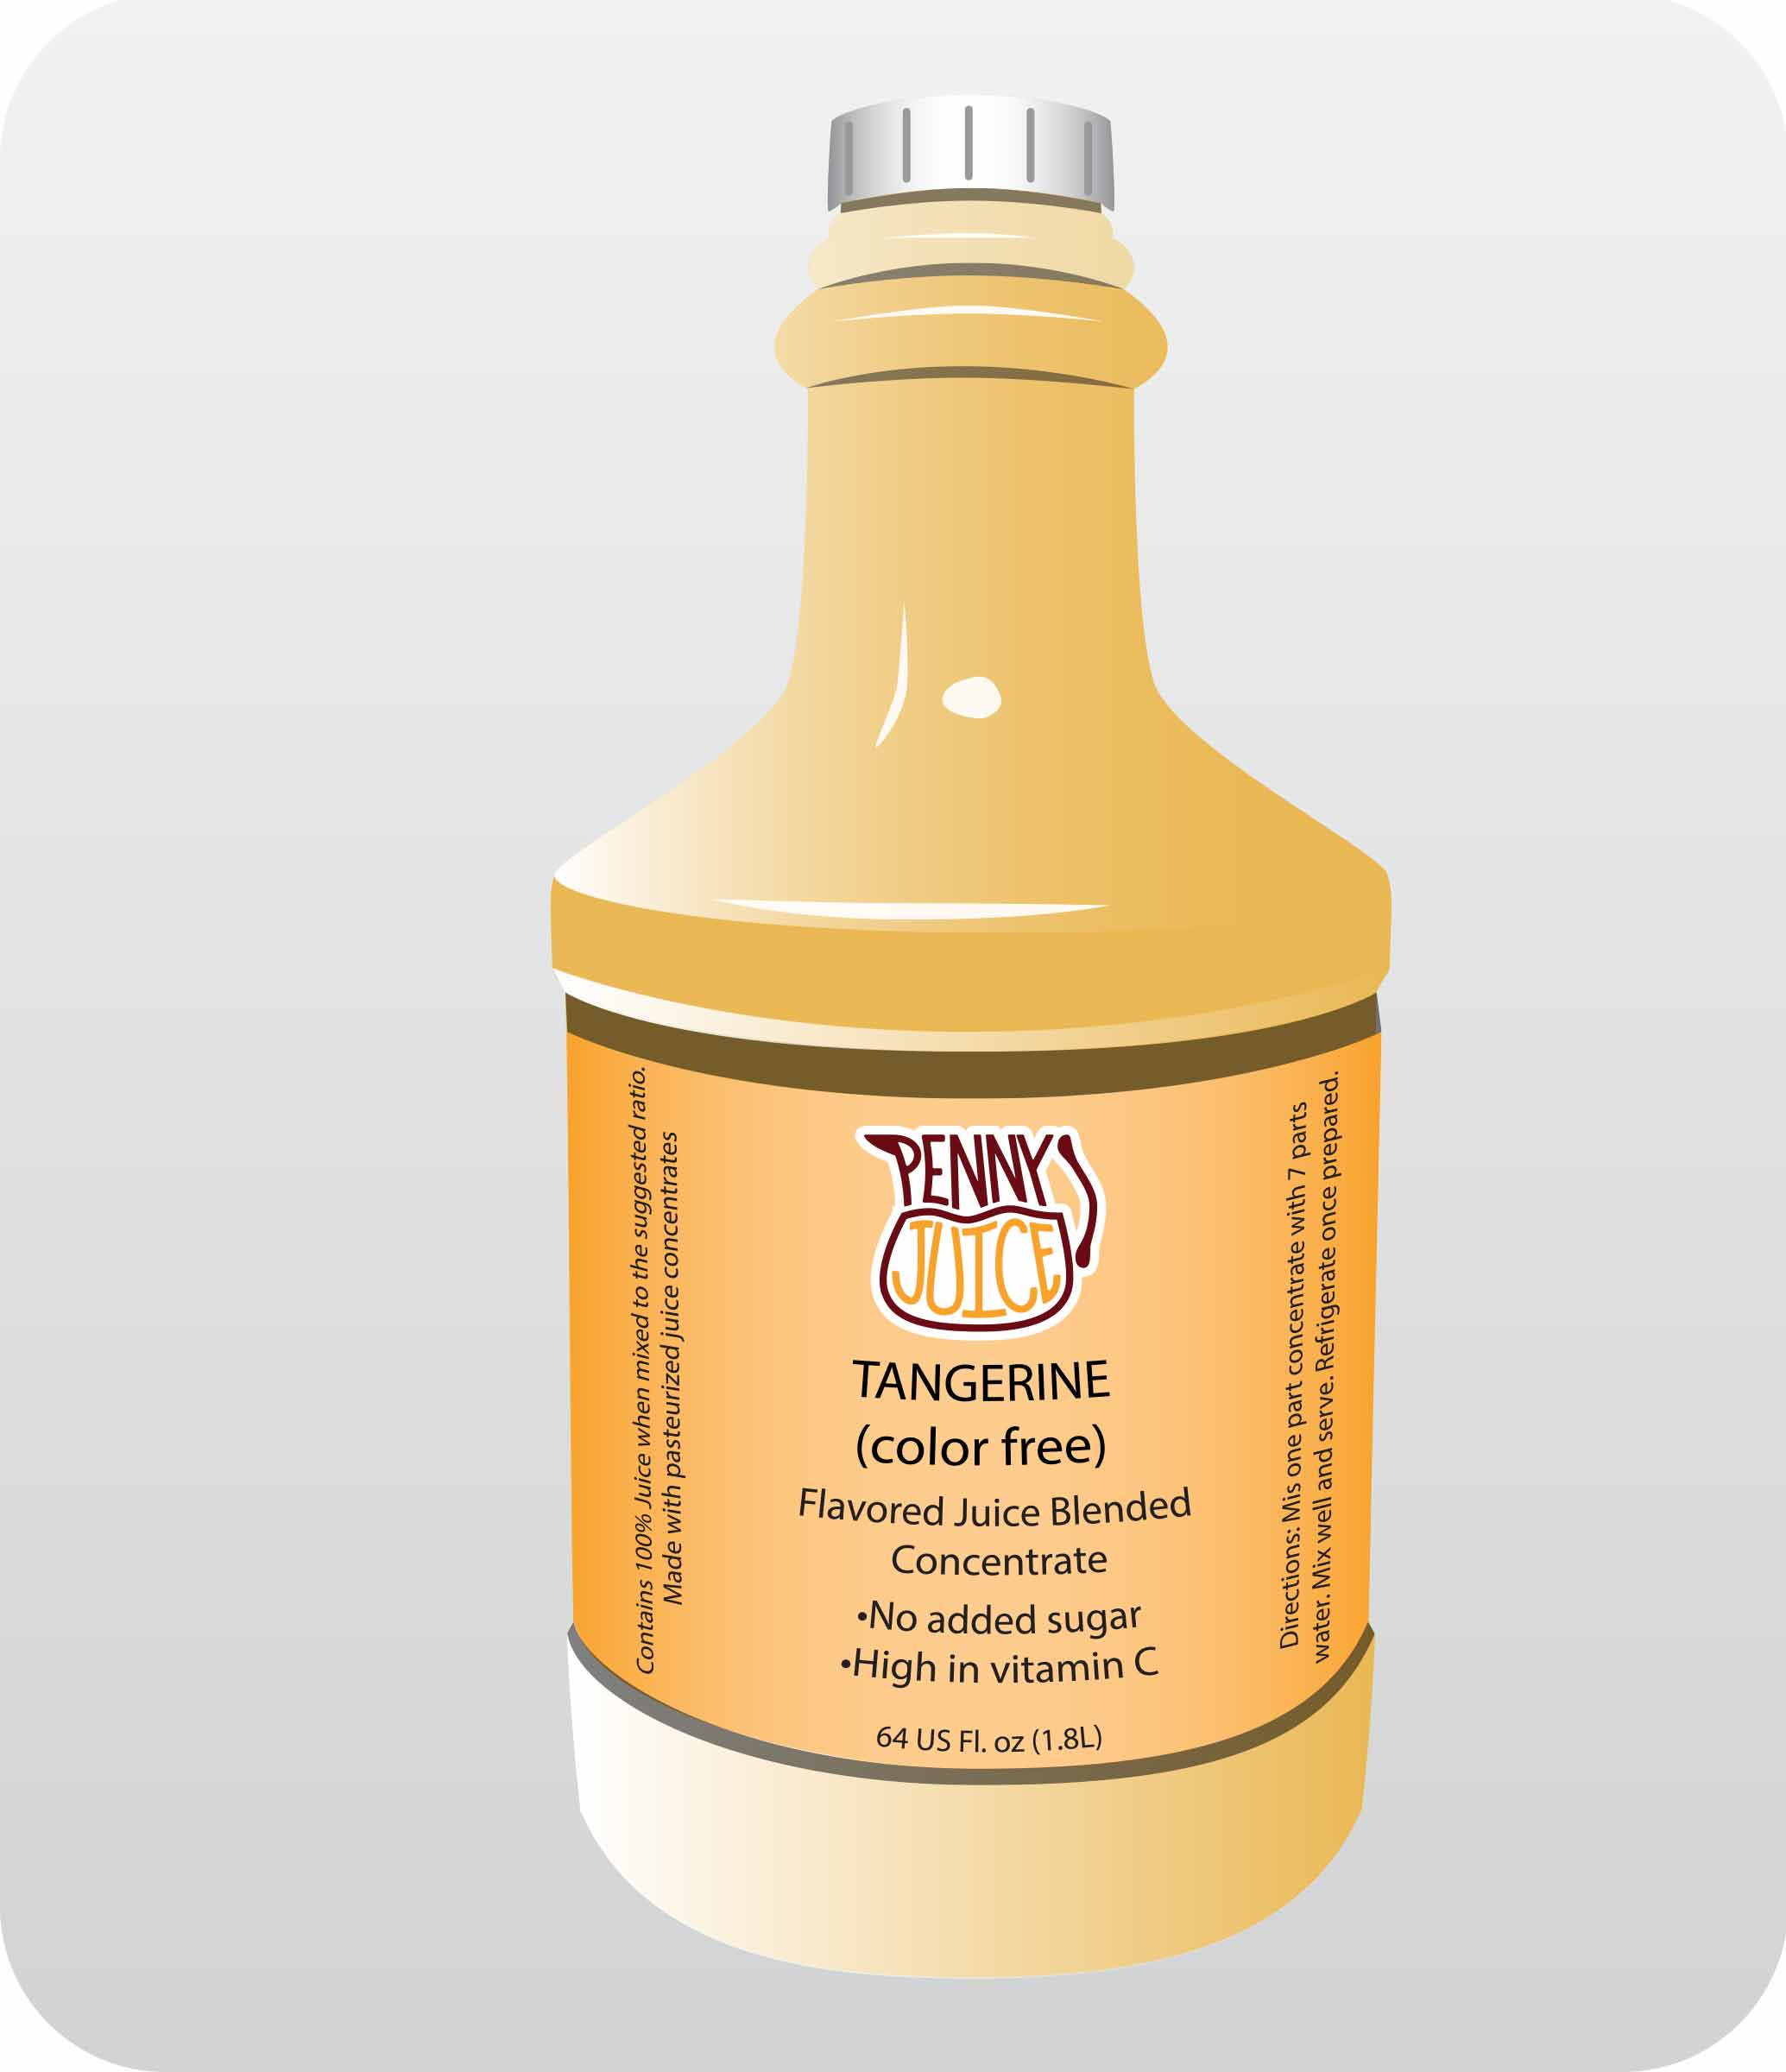 PENNY
JUICE
TANGERINE
(color free)
Flavored Juice Blended
Concentrate
•No added sugar
•High in vitamin C
64 US Fl. oz (1.8L)
Contains 100% Juice when mixed to the suggested ratio.
Made with pasteurized juice concentrates
Directions: Mis one part concentrate with 7 parts
water. Mix well and serve. Refrigerate once prepared.